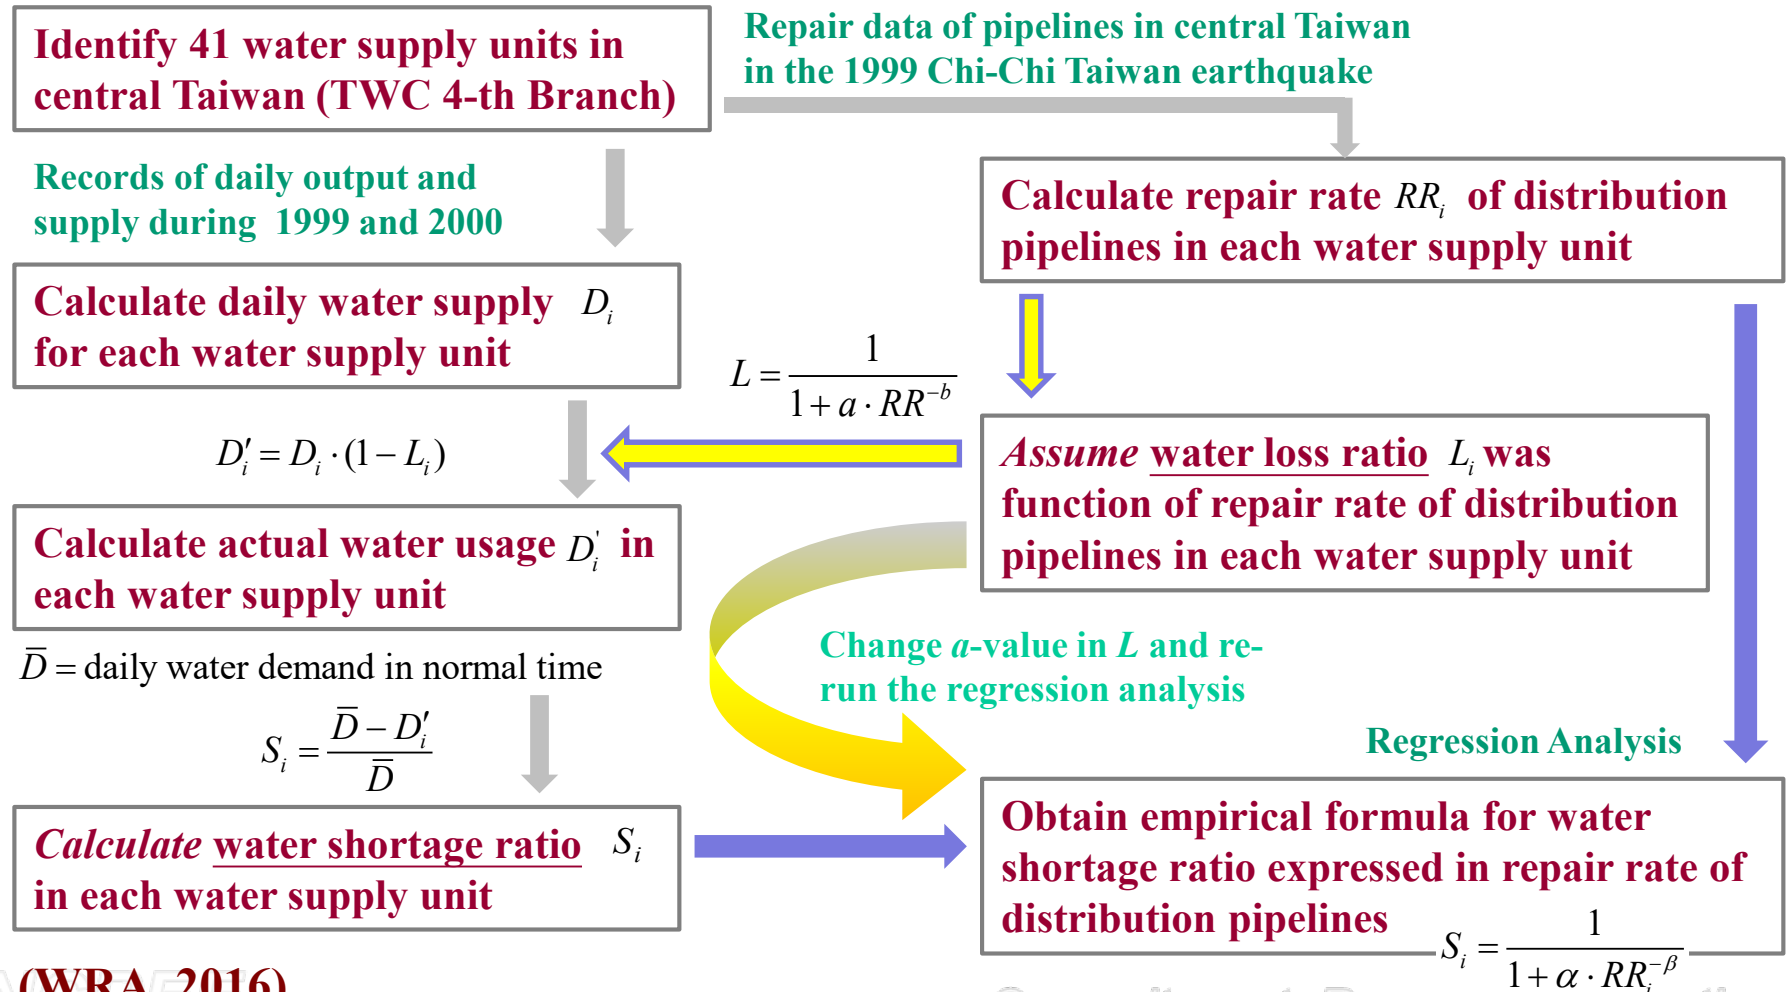 Identify 41 water supply units in
central Taiwan (TWC 4-th Branch)
Repair data of pipelines in central Taiwan
in the 1999 Chi-Chi Taiwan earthquake
Records of daily output and
supply during 1999 and 2000
Calculate repair rate RR_i of distribution
pipelines in each water supply unit
Calculate daily water supply D_i
for each water supply unit
L = 1 / (1 + a · RR^{-b})
D′_i = D_i · (1 − L_i)
Assume water loss ratio L_i was
function of repair rate of distribution
pipelines in each water supply unit
Calculate actual water usage D_i^' in
each water supply unit
D̅ = daily water demand in normal time
S_i = (D̅ − D′_i) / D̅
Change a-value in L and re-
run the regression analysis
Regression Analysis
Calculate water shortage ratio S_i
in each water supply unit
Obtain empirical formula for water
shortage ratio expressed in repair rate of
distribution pipelines
S_i = 1 / (1 + α · RR_i^{-β})
(WRA, 2016)